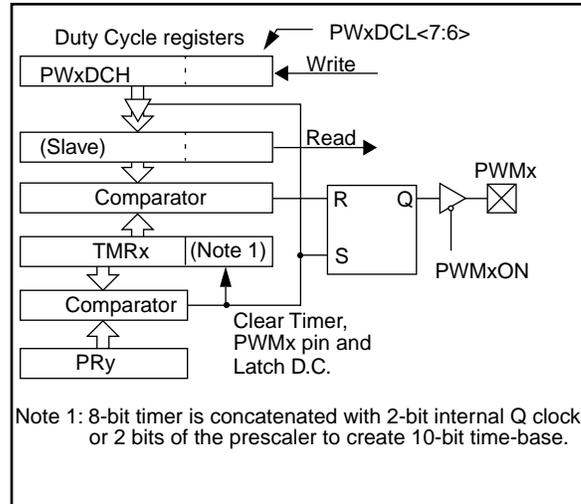 Duty Cycle registers
PWxDCL<7:6>
PWxDCH
Write
(Slave)
Read
Comparator
R
Q
PWMx
TMRx
(Note 1)
S
PWMxON
Comparator
Clear Timer,
PWMx pin and
Latch D.C.
PRy
Note 1: 8-bit timer is concatenated with 2-bit internal Q clock
or 2 bits of the prescaler to create 10-bit time-base.